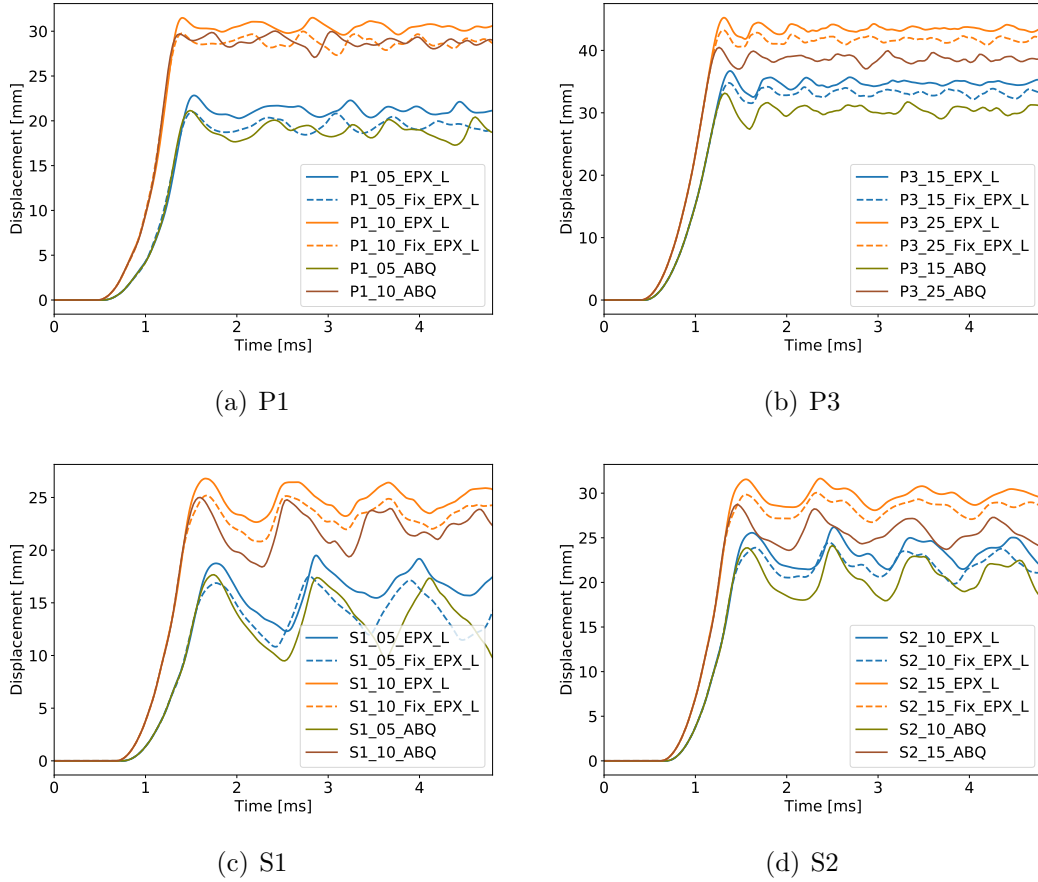 Displacement [mm]
30
25
20
15
10
5
0
P1_05_EPX_L
P1_05_Fix_EPX_L
P1_10_EPX_L
P1_10_Fix_EPX_L
P1_05_ABQ
P1_10_ABQ
0 1 2 3 4
Time [ms]
(a) P1
Displacement [mm]
40
30
20
10
0
P3_15_EPX_L
P3_15_Fix_EPX_L
P3_25_EPX_L
P3_25_Fix_EPX_L
P3_15_ABQ
P3_25_ABQ
0 1 2 3 4
Time [ms]
(b) P3
Displacement [mm]
25
20
15
10
5
0
S1_05_EPX_L
S1_05_Fix_EPX_L
S1_10_EPX_L
S1_10_Fix_EPX_L
S1_05_ABQ
S1_10_ABQ
0 1 2 3 4
Time [ms]
(c) S1
Displacement [mm]
30
25
20
15
10
5
0
S2_10_EPX_L
S2_10_Fix_EPX_L
S2_15_EPX_L
S2_15_Fix_EPX_L
S2_10_ABQ
S2_15_ABQ
0 1 2 3 4
Time [ms]
(d) S2